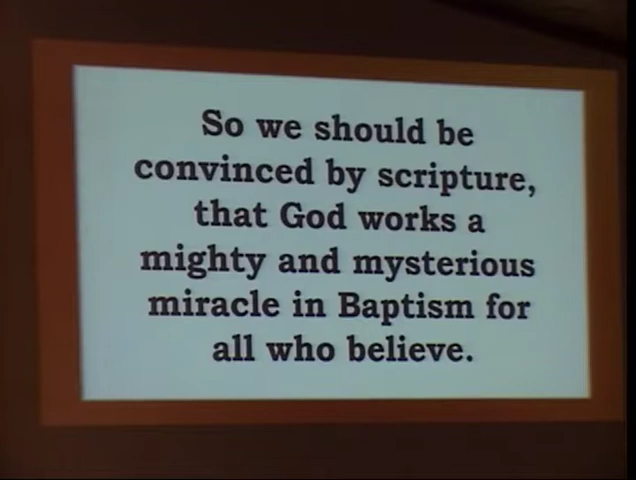 So we should be
convinced by scripture,
that God works a
mighty and mysterious
miracle in Baptism for
all who believe.